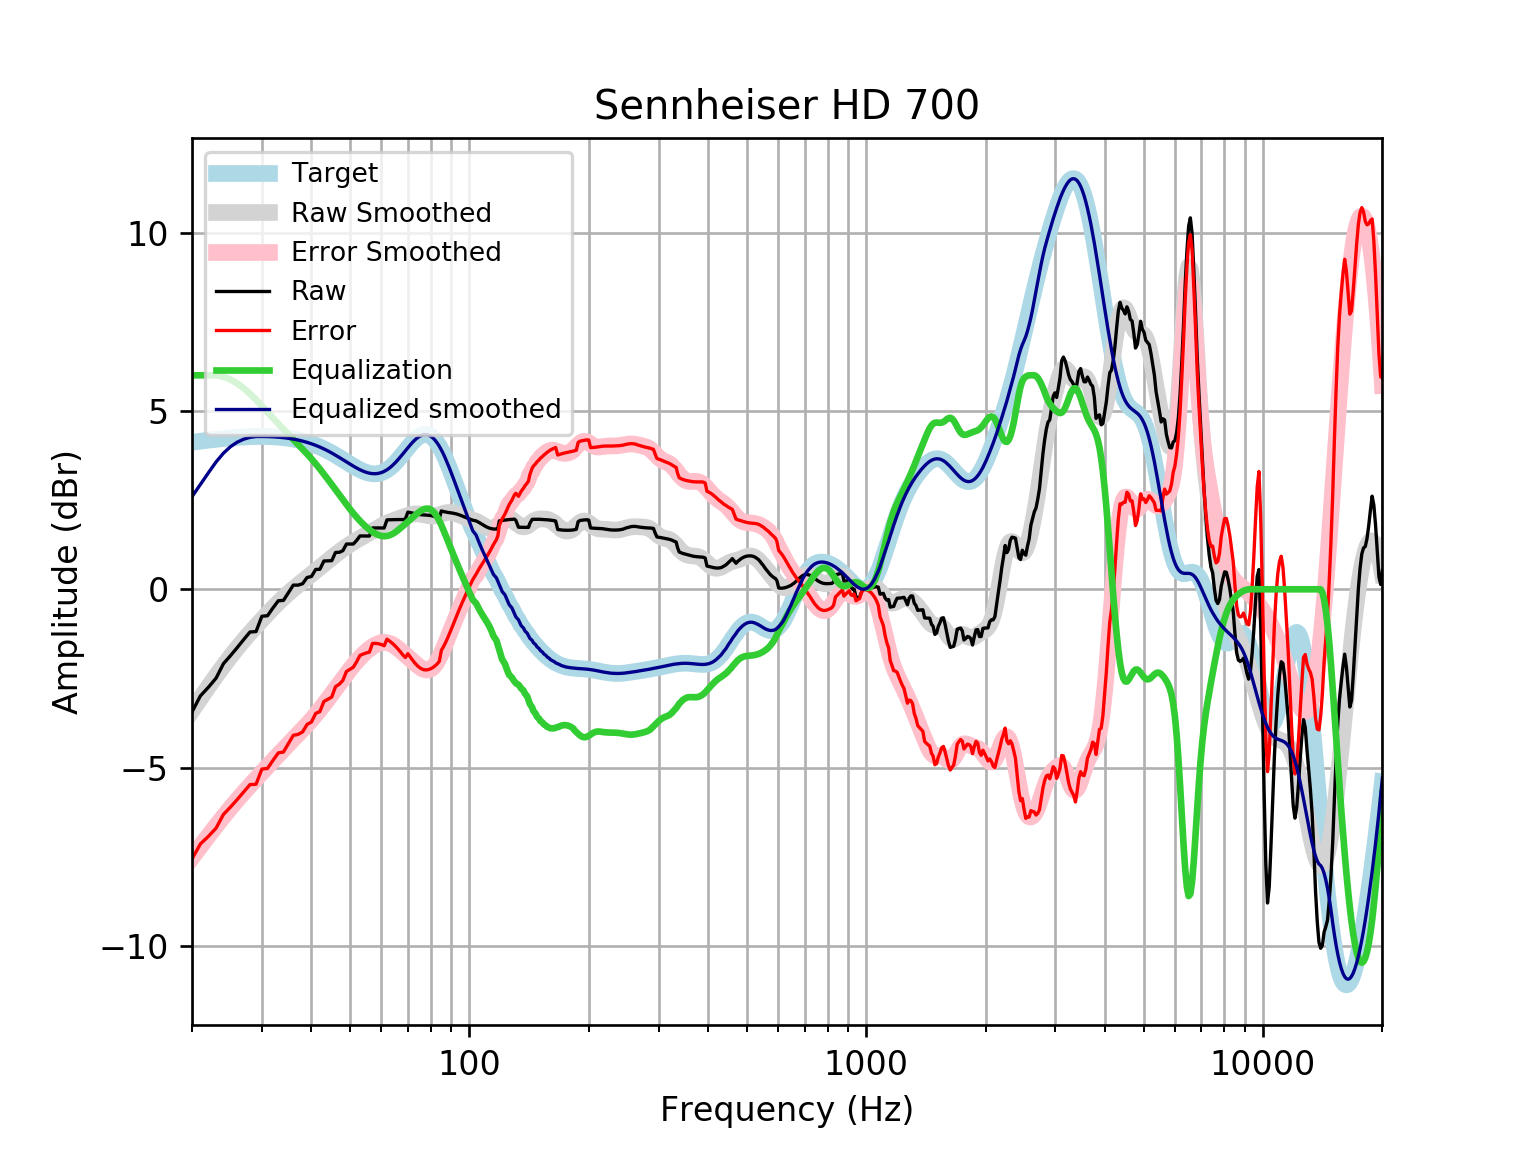 Sennheiser HD 700
Target
Raw Smoothed
Error Smoothed
Raw
Error
Equalization
Equalized smoothed
10
5
0
−5
−10
Amplitude (dBr)
100
1000
10000
Frequency (Hz)